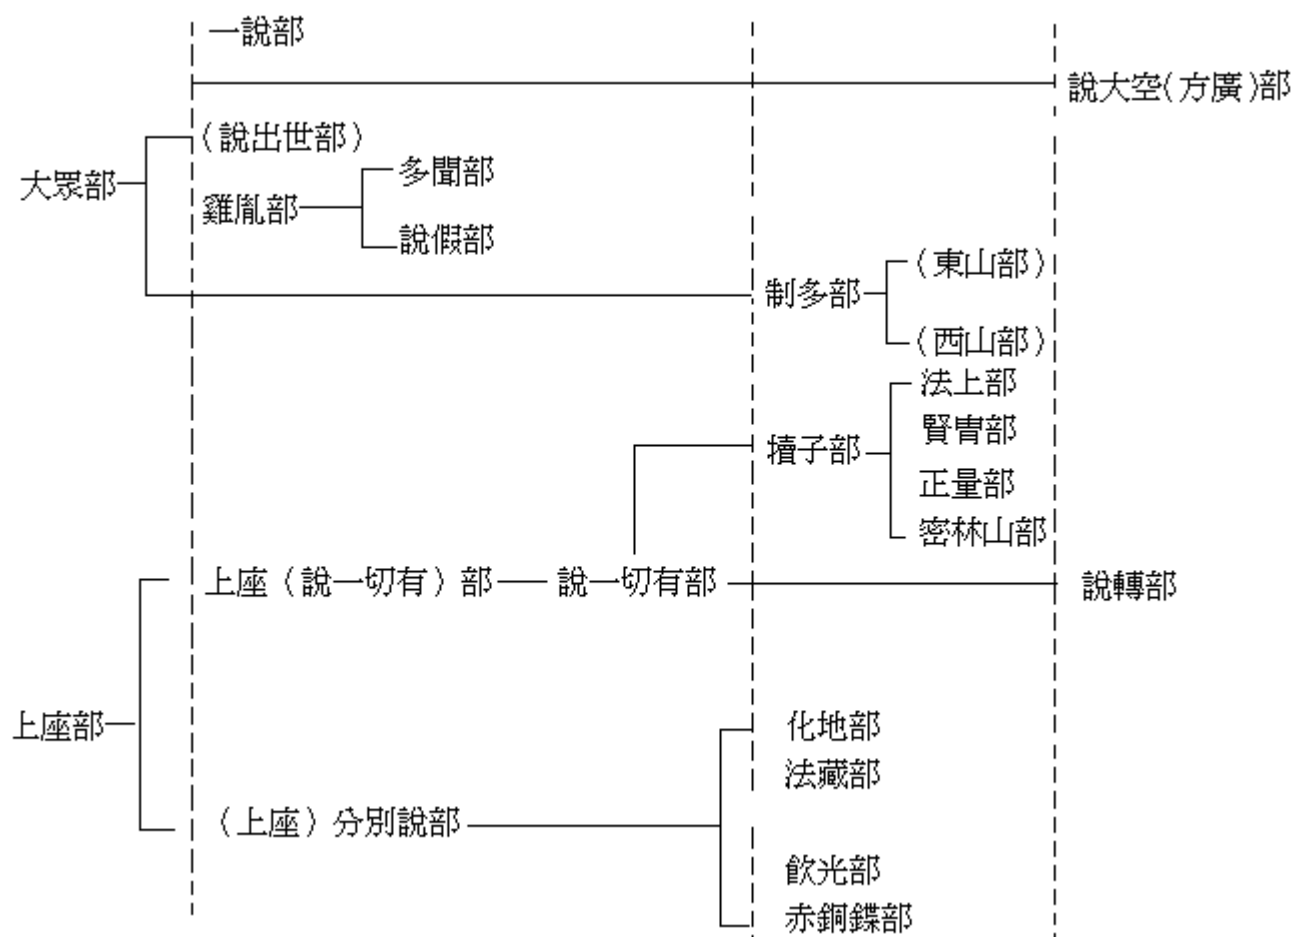 一說部
說大空（方廣）部
（說出世部）
多聞部
大眾部
雞胤部
說假部
（東山部）
制多部
（西山部）
法上部
賢冑部
犢子部
正量部
密林山部
上座（說一切有）部
說一切有部
說轉部
化地部
上座部
法藏部
（上座）分別說部
飲光部
赤銅鍱部